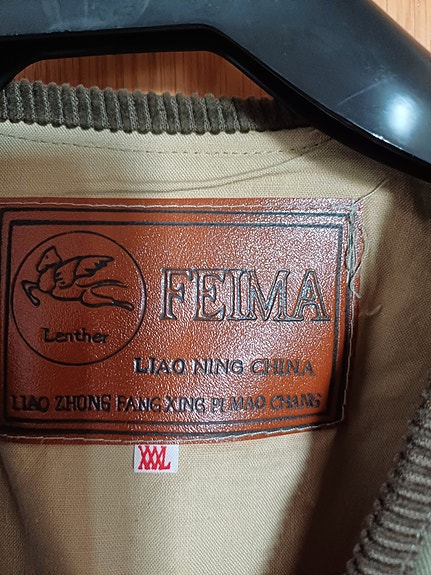 FEIMA
Lenther
LIAO NING CHINA
LIAO ZHONG FANG XING PI MAO CHANG
XXXL